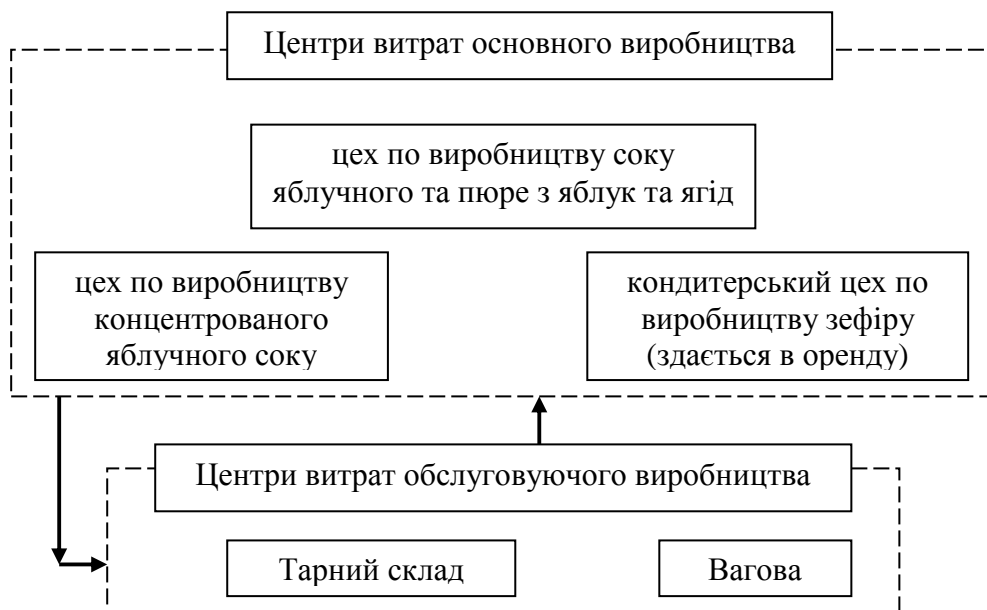 Центри витрат основного виробництва
цех по виробництву соку
яблучного та пюре з яблук та ягід
цех по виробництву
концентрованого
яблучного соку
кондитерський цех по
виробництву зефіру
(здається в оренду)
Центри витрат обслуговуючого виробництва
Тарний склад
Вагова